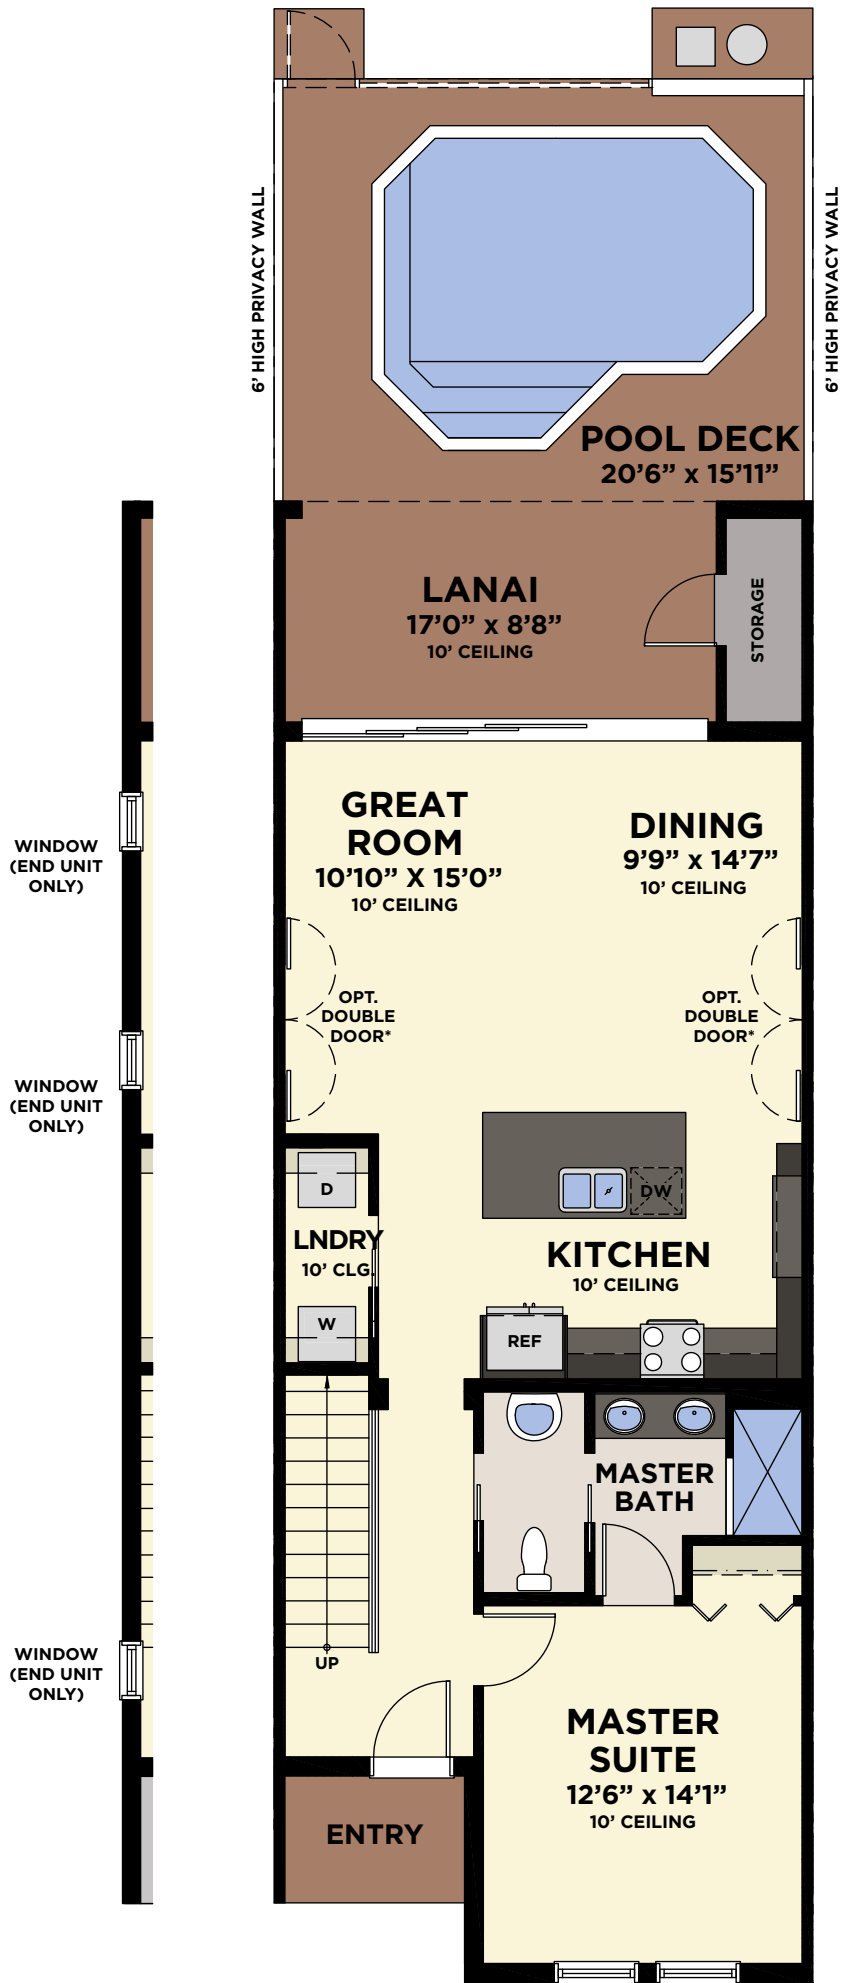 6’ HIGH PRIVACY WALL
6’ HIGH PRIVACY WALL
POOL DECK
20’6” x 15’11”
LANAI
17’0” x 8’8”
10’ CEILING
STORAGE
GREAT
ROOM
10’10” X 15’0”
10’ CEILING
DINING
9’9” x 14’7”
10’ CEILING
WINDOW
(END UNIT
ONLY)
OPT.
DOUBLE
DOOR*
OPT.
DOUBLE
DOOR*
WINDOW
(END UNIT
ONLY)
D
LNDRY
10’ CLG.
W
DW
KITCHEN
10’ CEILING
REF
MASTER
BATH
UP
WINDOW
(END UNIT
ONLY)
MASTER
SUITE
12’6” x 14’1”
10’ CEILING
ENTRY